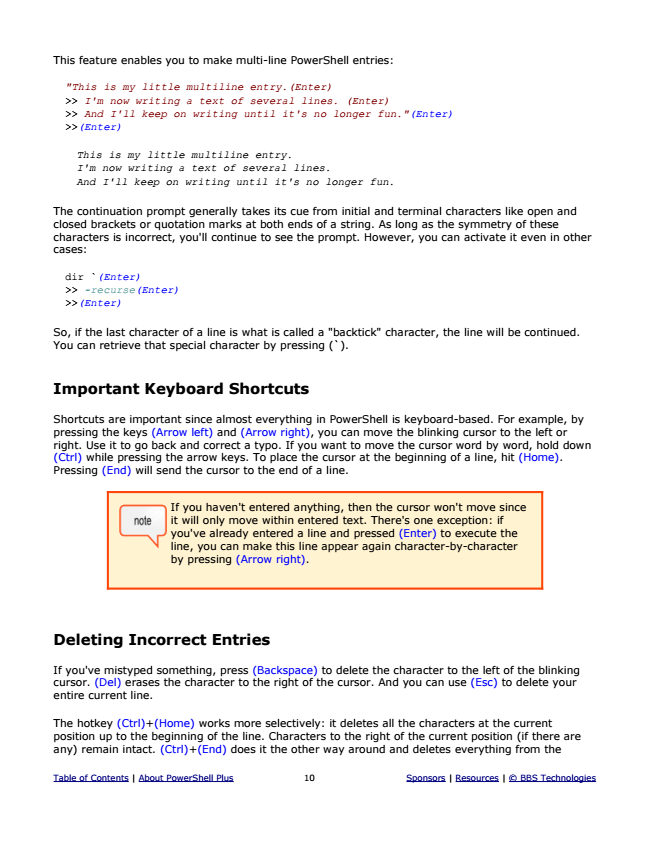 This feature enables you to make multi-line PowerShell entries:
"This is my little multiline entry.(Enter)
>> I'm now writing a text of several lines. (Enter)
>> And I'll keep on writing until it's no longer fun."(Enter)
>>(Enter)
This is my little multiline entry.
I'm now writing a text of several lines.
And I'll keep on writing until it's no longer fun.
The continuation prompt generally takes its cue from initial and terminal characters like open and
closed brackets or quotation marks at both ends of a string. As long as the symmetry of these
characters is incorrect, you'll continue to see the prompt. However, you can activate it even in other
cases:
dir `(Enter)
>> -recurse(Enter)
>>(Enter)
So, if the last character of a line is what is called a "backtick" character, the line will be continued.
You can retrieve that special character by pressing (`).
Important Keyboard Shortcuts
Shortcuts are important since almost everything in PowerShell is keyboard-based. For example, by
pressing the keys (Arrow left) and (Arrow right), you can move the blinking cursor to the left or
right. Use it to go back and correct a typo. If you want to move the cursor word by word, hold down
(Ctrl) while pressing the arrow keys. To place the cursor at the beginning of a line, hit (Home).
Pressing (End) will send the cursor to the end of a line.
note
If you haven't entered anything, then the cursor won't move since
it will only move within entered text. There's one exception: if
you've already entered a line and pressed (Enter) to execute the
line, you can make this line appear again character-by-character
by pressing (Arrow right).
Deleting Incorrect Entries
If you've mistyped something, press (Backspace) to delete the character to the left of the blinking
cursor. (Del) erases the character to the right of the cursor. And you can use (Esc) to delete your
entire current line.
The hotkey (Ctrl)+(Home) works more selectively: it deletes all the characters at the current
position up to the beginning of the line. Characters to the right of the current position (if there are
any) remain intact. (Ctrl)+(End) does it the other way around and deletes everything from the
Table of Contents | About PowerShell Plus 10 Sponsors | Resources | © BBS Technologies